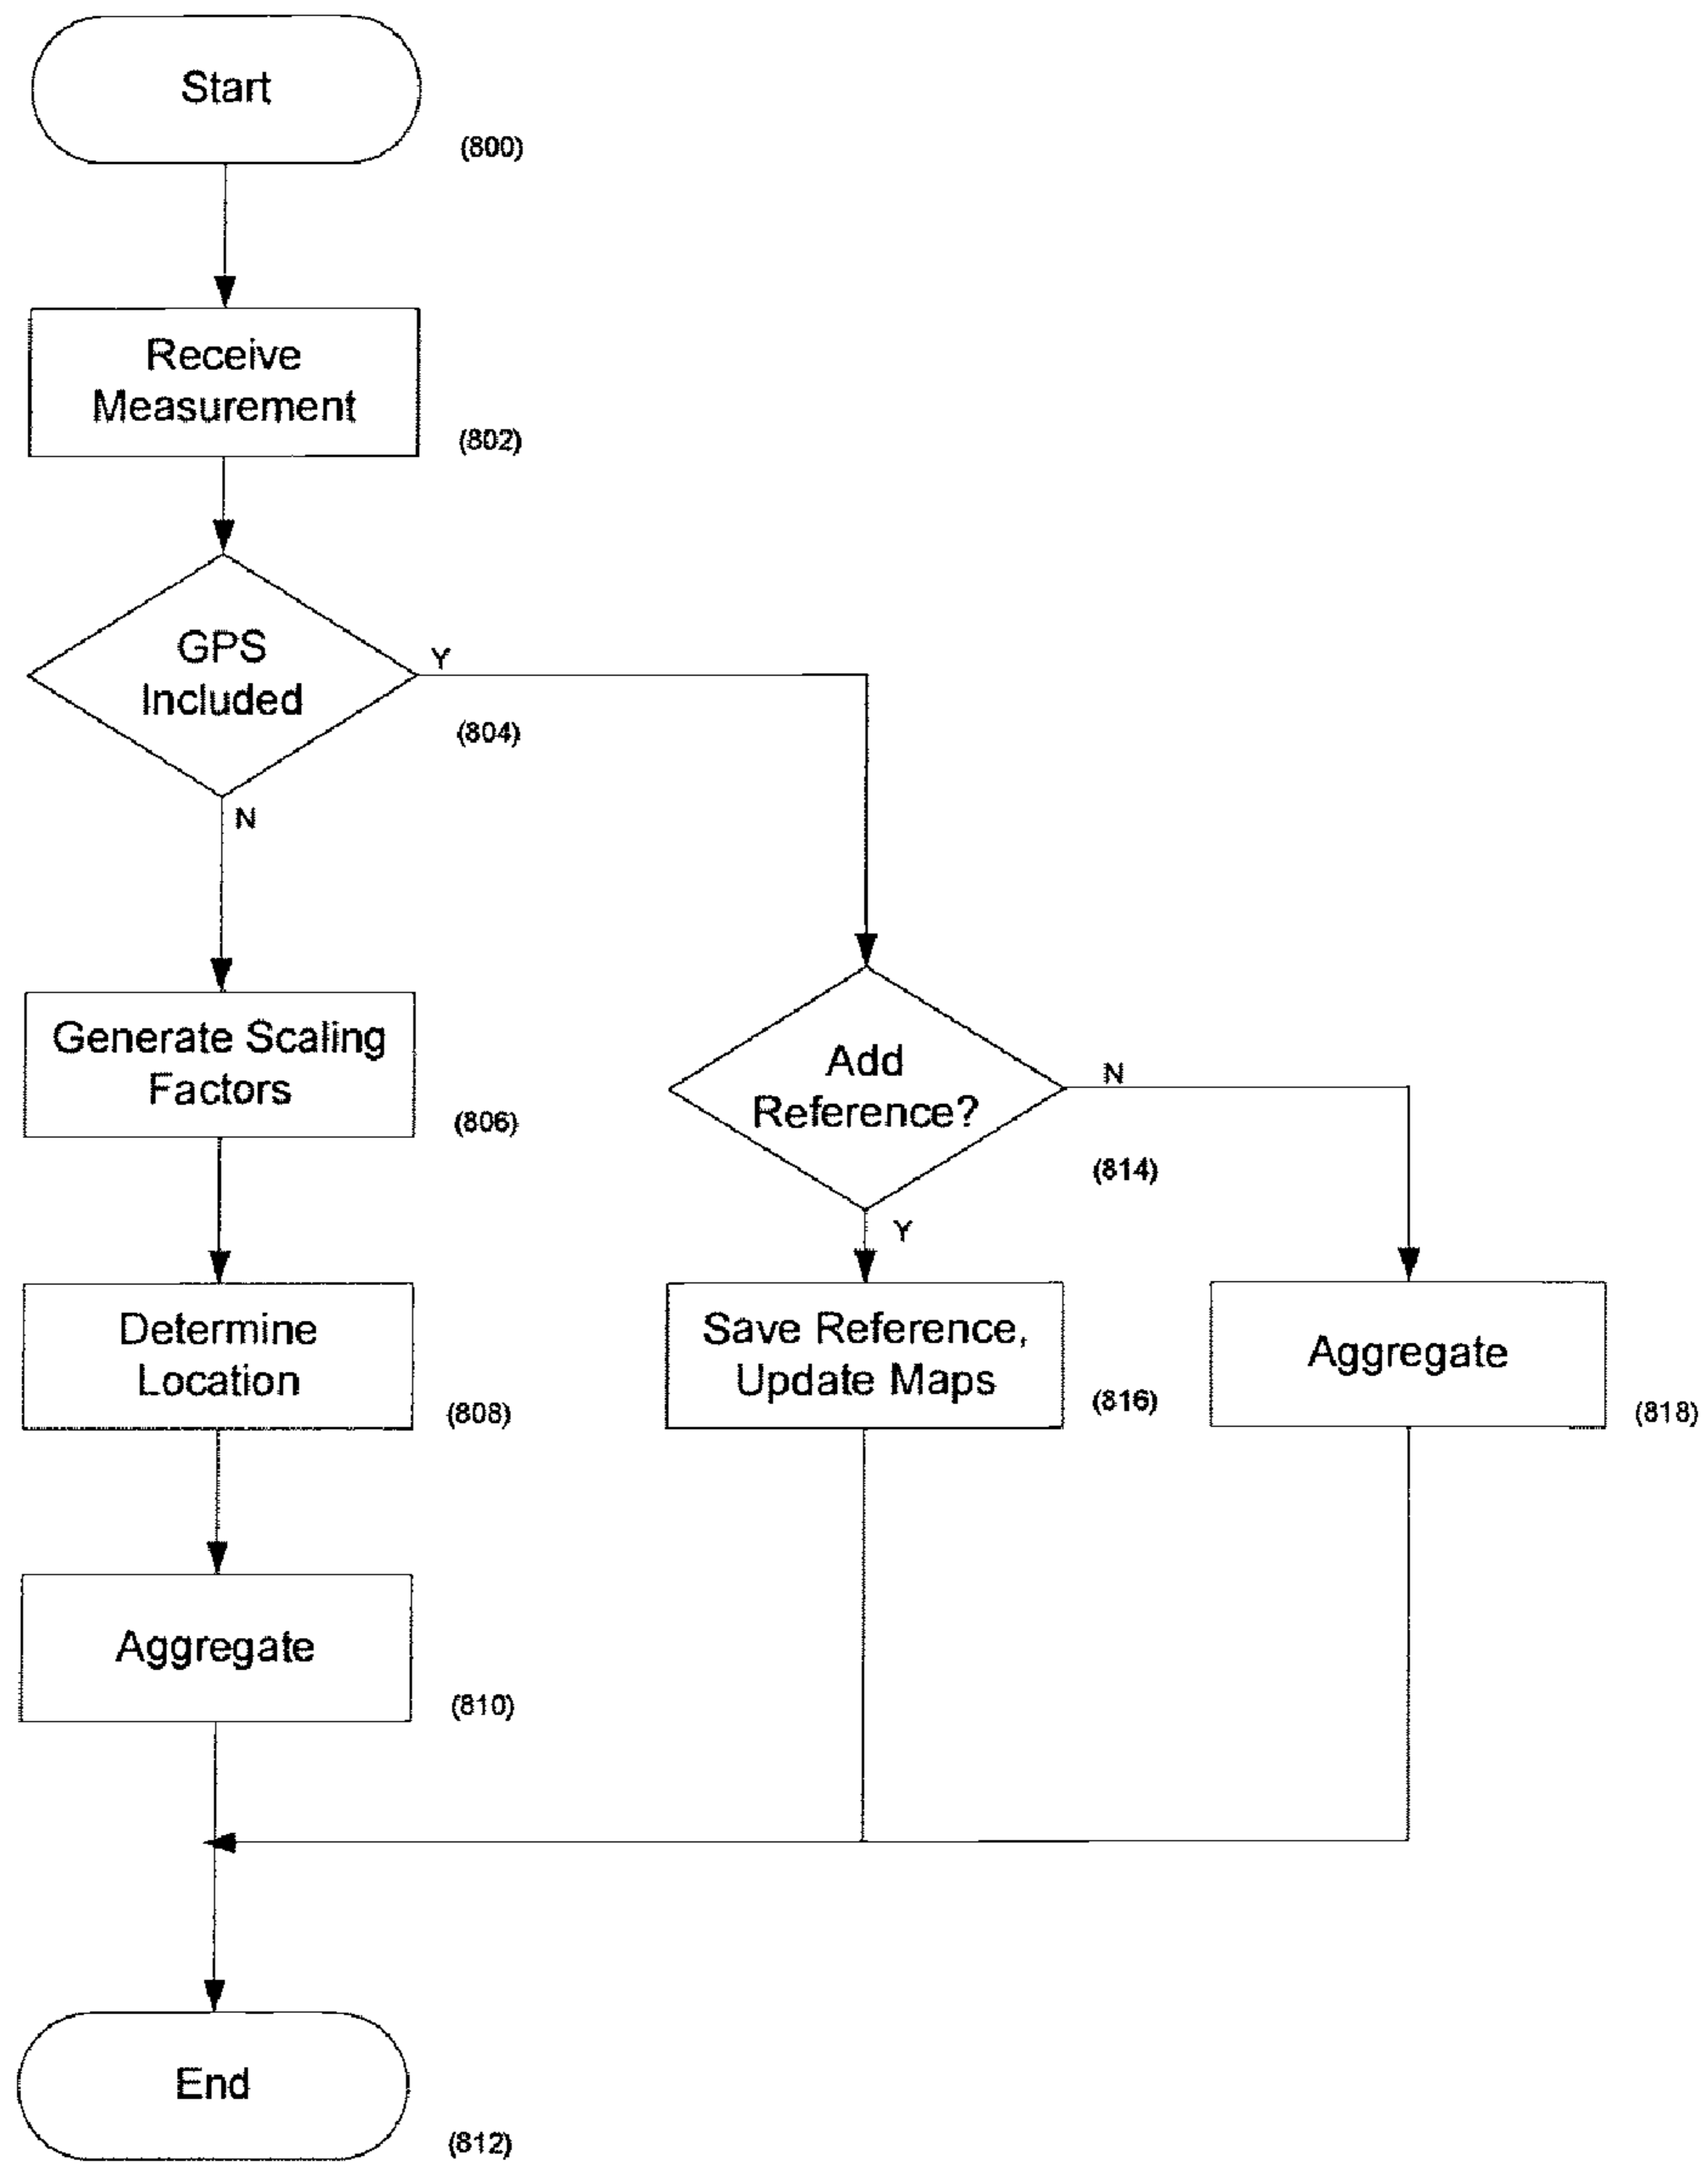 Start
(800)
Receive
Measurement
(802)
GPS
Included
Y
(804)
N
Generate Scaling
Factors
(806)
Add
Reference?
N
(814)
Y
Determine
Location
(808)
Save Reference,
Update Maps
(816)
Aggregate
(818)
Aggregate
(810)
End
(812)